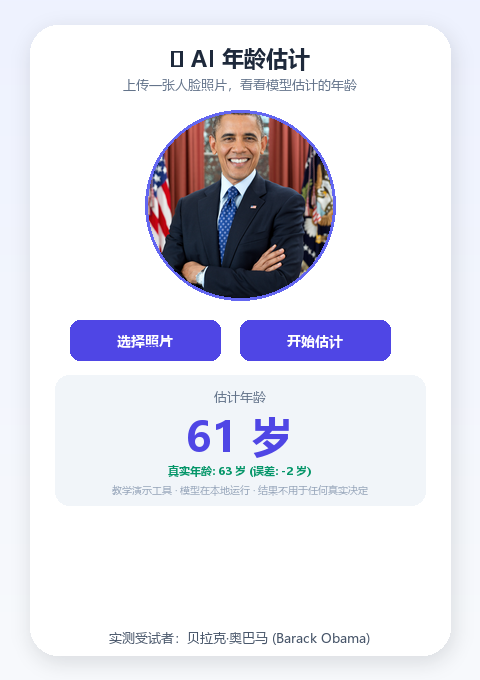 AI 年龄估计
上传一张人脸照片，看看模型估计的年龄
选择照片
开始估计
估计年龄
61 岁
真实年龄: 63 岁 (误差: -2 岁)
教学演示工具 · 模型在本地运行 · 结果不用于任何真实决定
实测受试者：贝拉克·奥巴马 (Barack Obama)